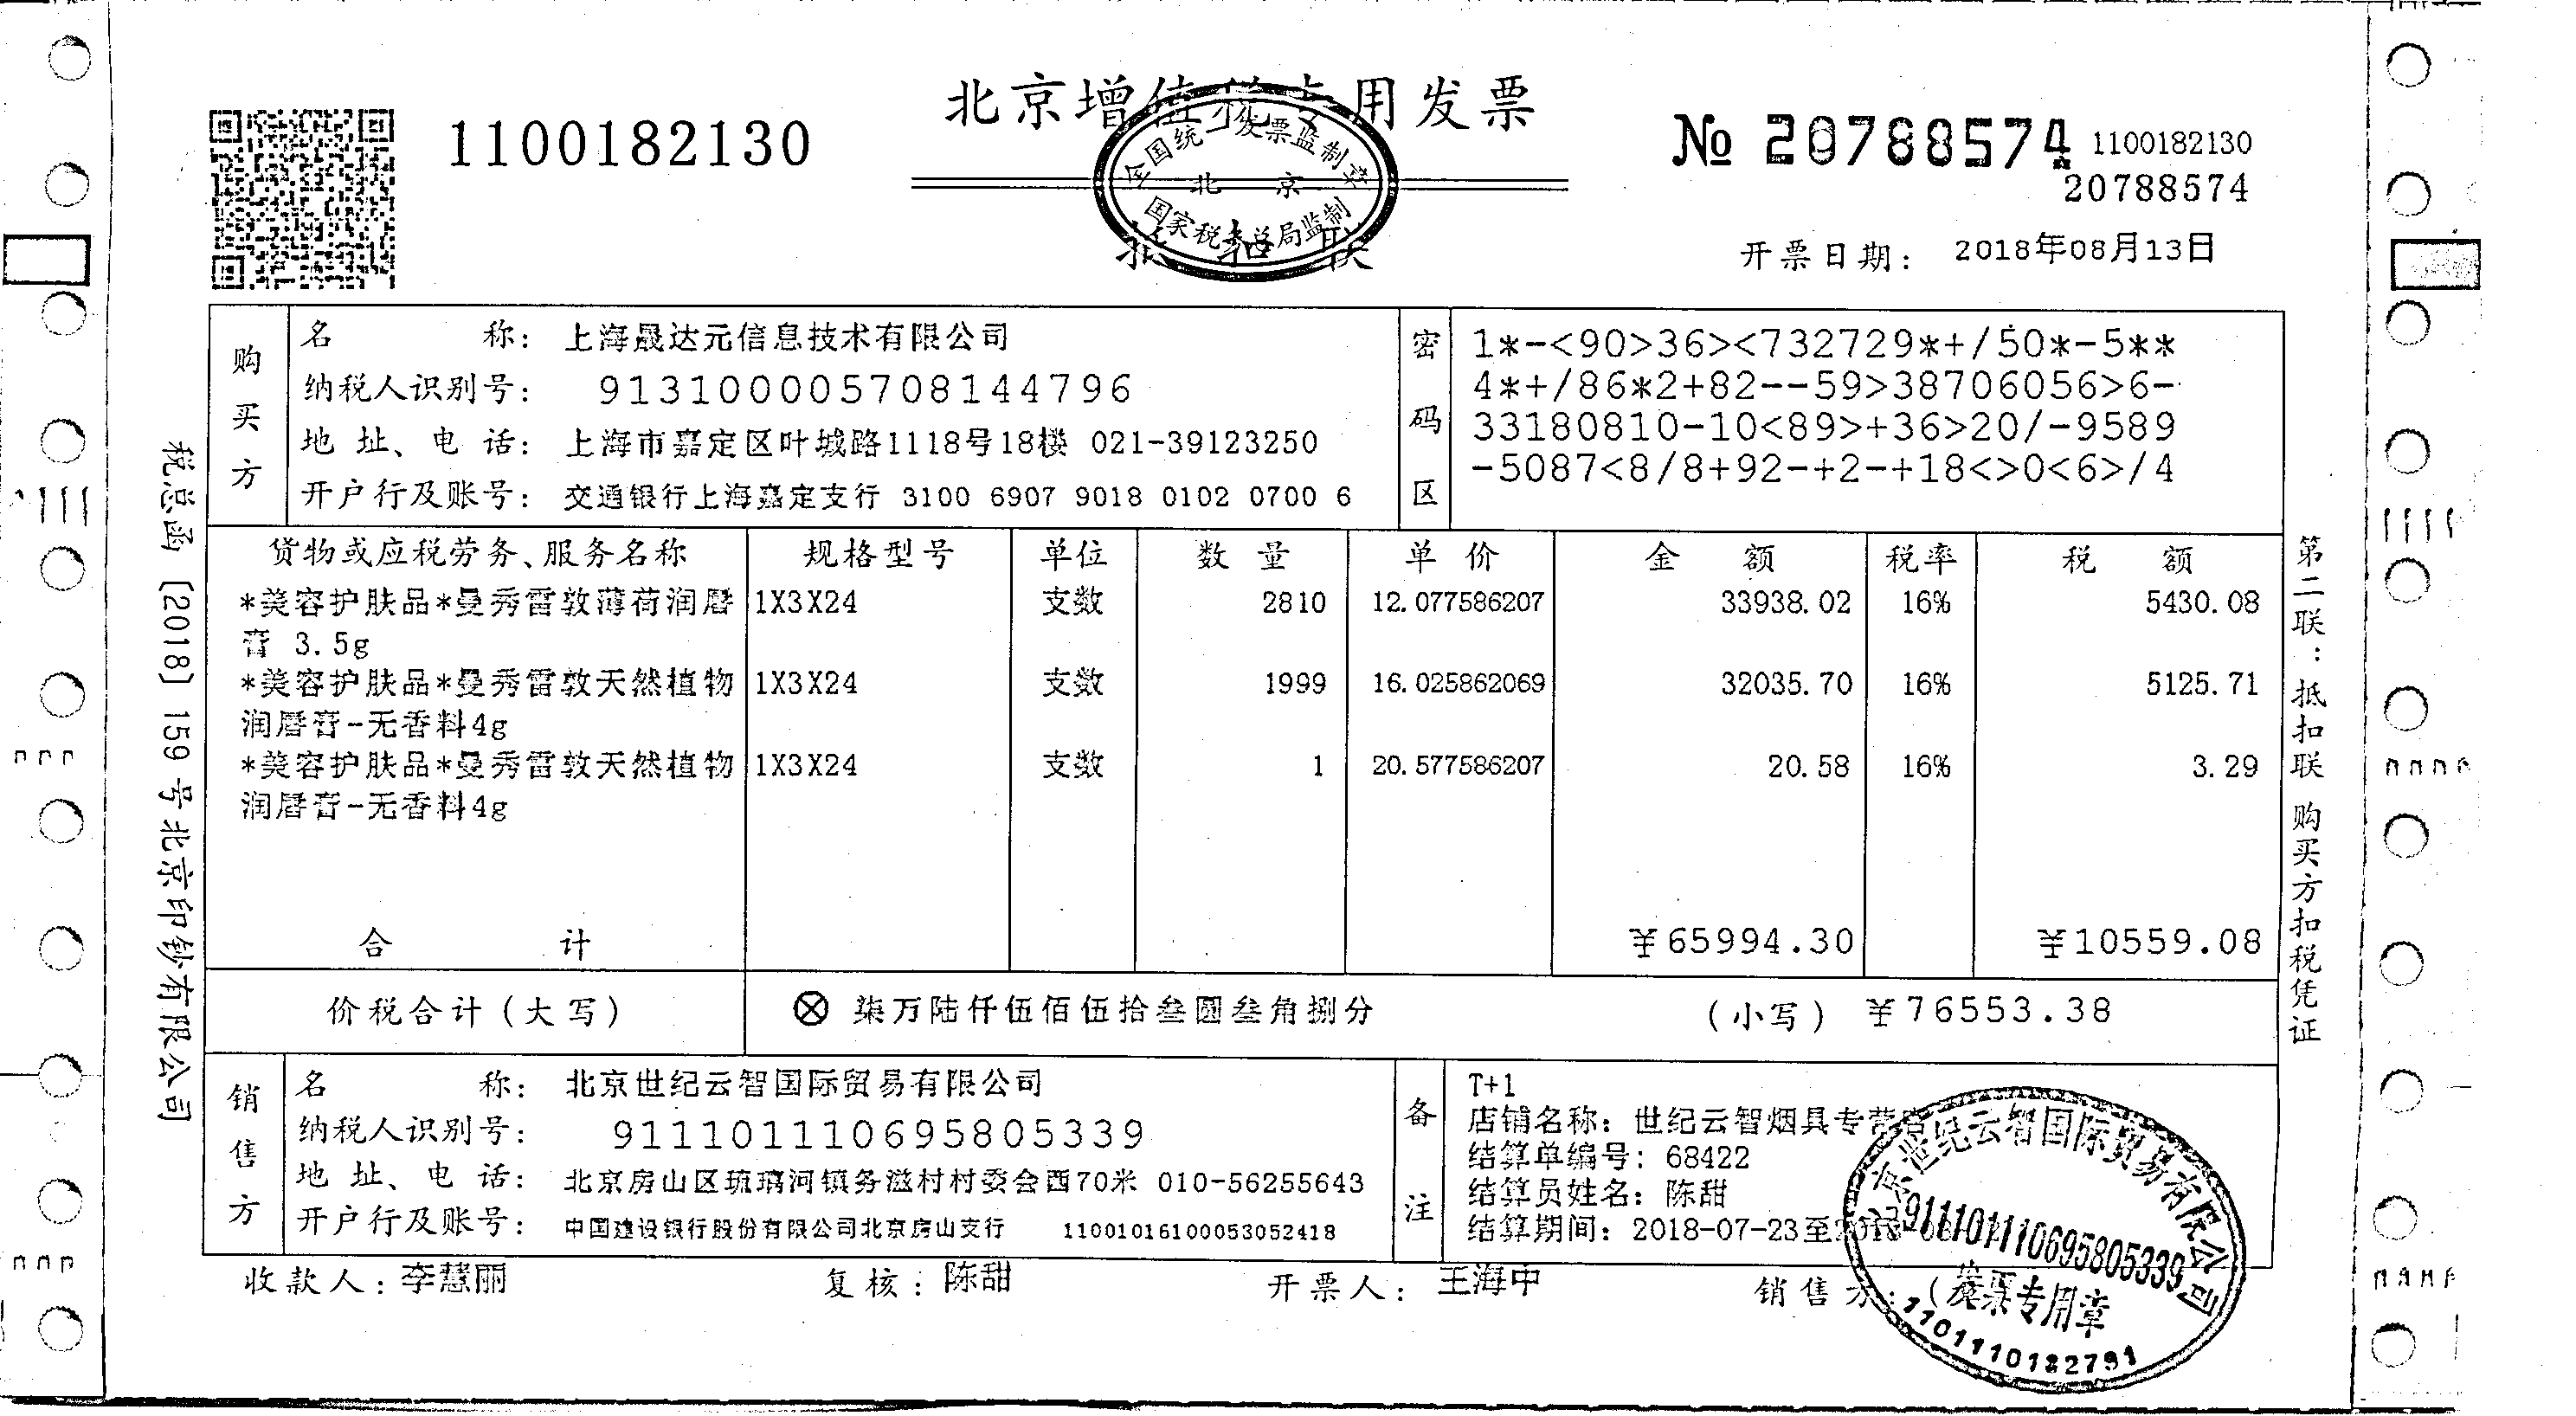 北京增值税专用发票
1100182130
№ 20788574
1100182130
20788574
全国统一发票监制章
北京
国家税务总局监制
抵扣联
开票日期: 2018年08月13日
购买方
名称: 上海晟达元信息技术有限公司
纳税人识别号: 913100005708144796
地址、电话: 上海市嘉定区叶城路1118号18楼 021-39123250
开户行及账号: 交通银行上海嘉定支行 3100 6907 9018 0102 0700 6
密码区
1*-<90>36><732729*+/50*-5**
4*+/86*2+82--59>38706056>6-
33180810-10<89>+36>20/-9589
-5087<8/8+92-+2-+18<>0<6>/4
货物或应税劳务、服务名称 规格型号 单位 数量 单价 金额 税率 税额
*美容护肤品*曼秀雷敦薄荷润唇 1X3X24 支数 2810 12.077586207 33938.02 16% 5430.08
膏 3.5g
*美容护肤品*曼秀雷敦天然植物 1X3X24 支数 1999 16.025862069 32035.70 16% 5125.71
润唇膏-无香料4g
*美容护肤品*曼秀雷敦天然植物 1X3X24 支数 1 20.577586207 20.58 16% 3.29
润唇膏-无香料4g
合计 ¥65994.30 ¥10559.08
价税合计(大写) ⊗柒万陆仟伍佰伍拾叁圆叁角捌分 (小写) ¥76553.38
销售方
名称: 北京世纪云智国际贸易有限公司
纳税人识别号: 911101110695805339
地址、电话: 北京房山区琉璃河镇务滋村村委会西70米 010-56255643
开户行及账号: 中国建设银行股份有限公司北京房山支行 11001016100053052418
备注
T+1
店铺名称: 世纪云智烟具专营店
结算单编号: 68422
结算员姓名: 陈甜
结算期间: 2018-07-23至
收款人: 李慧丽 复核: 陈甜 开票人: 王海中 销售方:(章)
北京世纪云智国际贸易有限公司
911101110695805339
发票专用章
1101110182791
税总函〔2018〕159号北京印钞有限公司
第二联:抵扣联 购买方扣税凭证